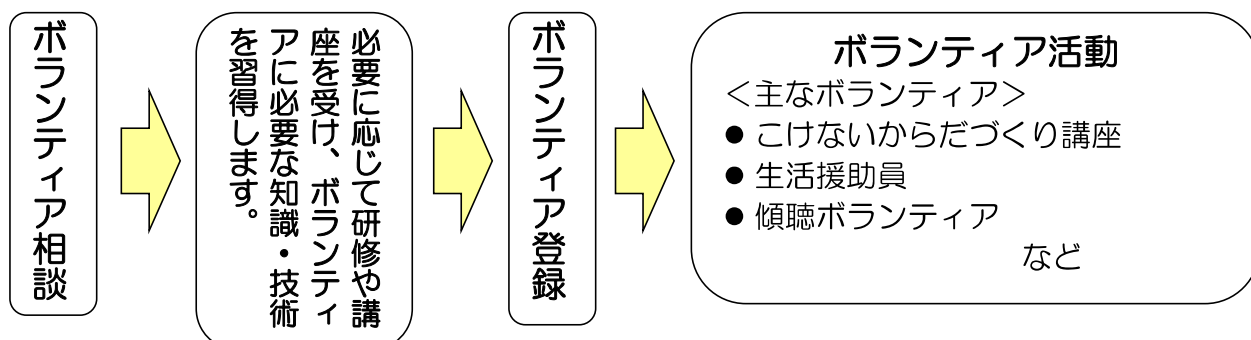 ボランティア相談
必要に応じて研修や講
座を受け、ボランティ
アに必要な知識・技術
を習得します。
ボランティア登録
ボランティア活動
＜主なボランティア＞
● こけないからだづくり講座
● 生活援助員
● 傾聴ボランティア
など